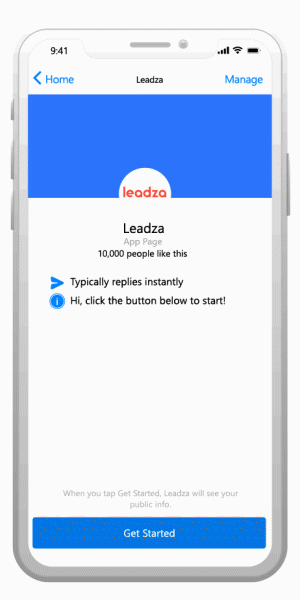 9:41
Home Leadza Manage
leadza
Leadza
App Page
10,000 people like this
Typically replies instantly
Hi, click the button below to start!
When you tap Get Started, Leadza will see your
public info.
Get Started